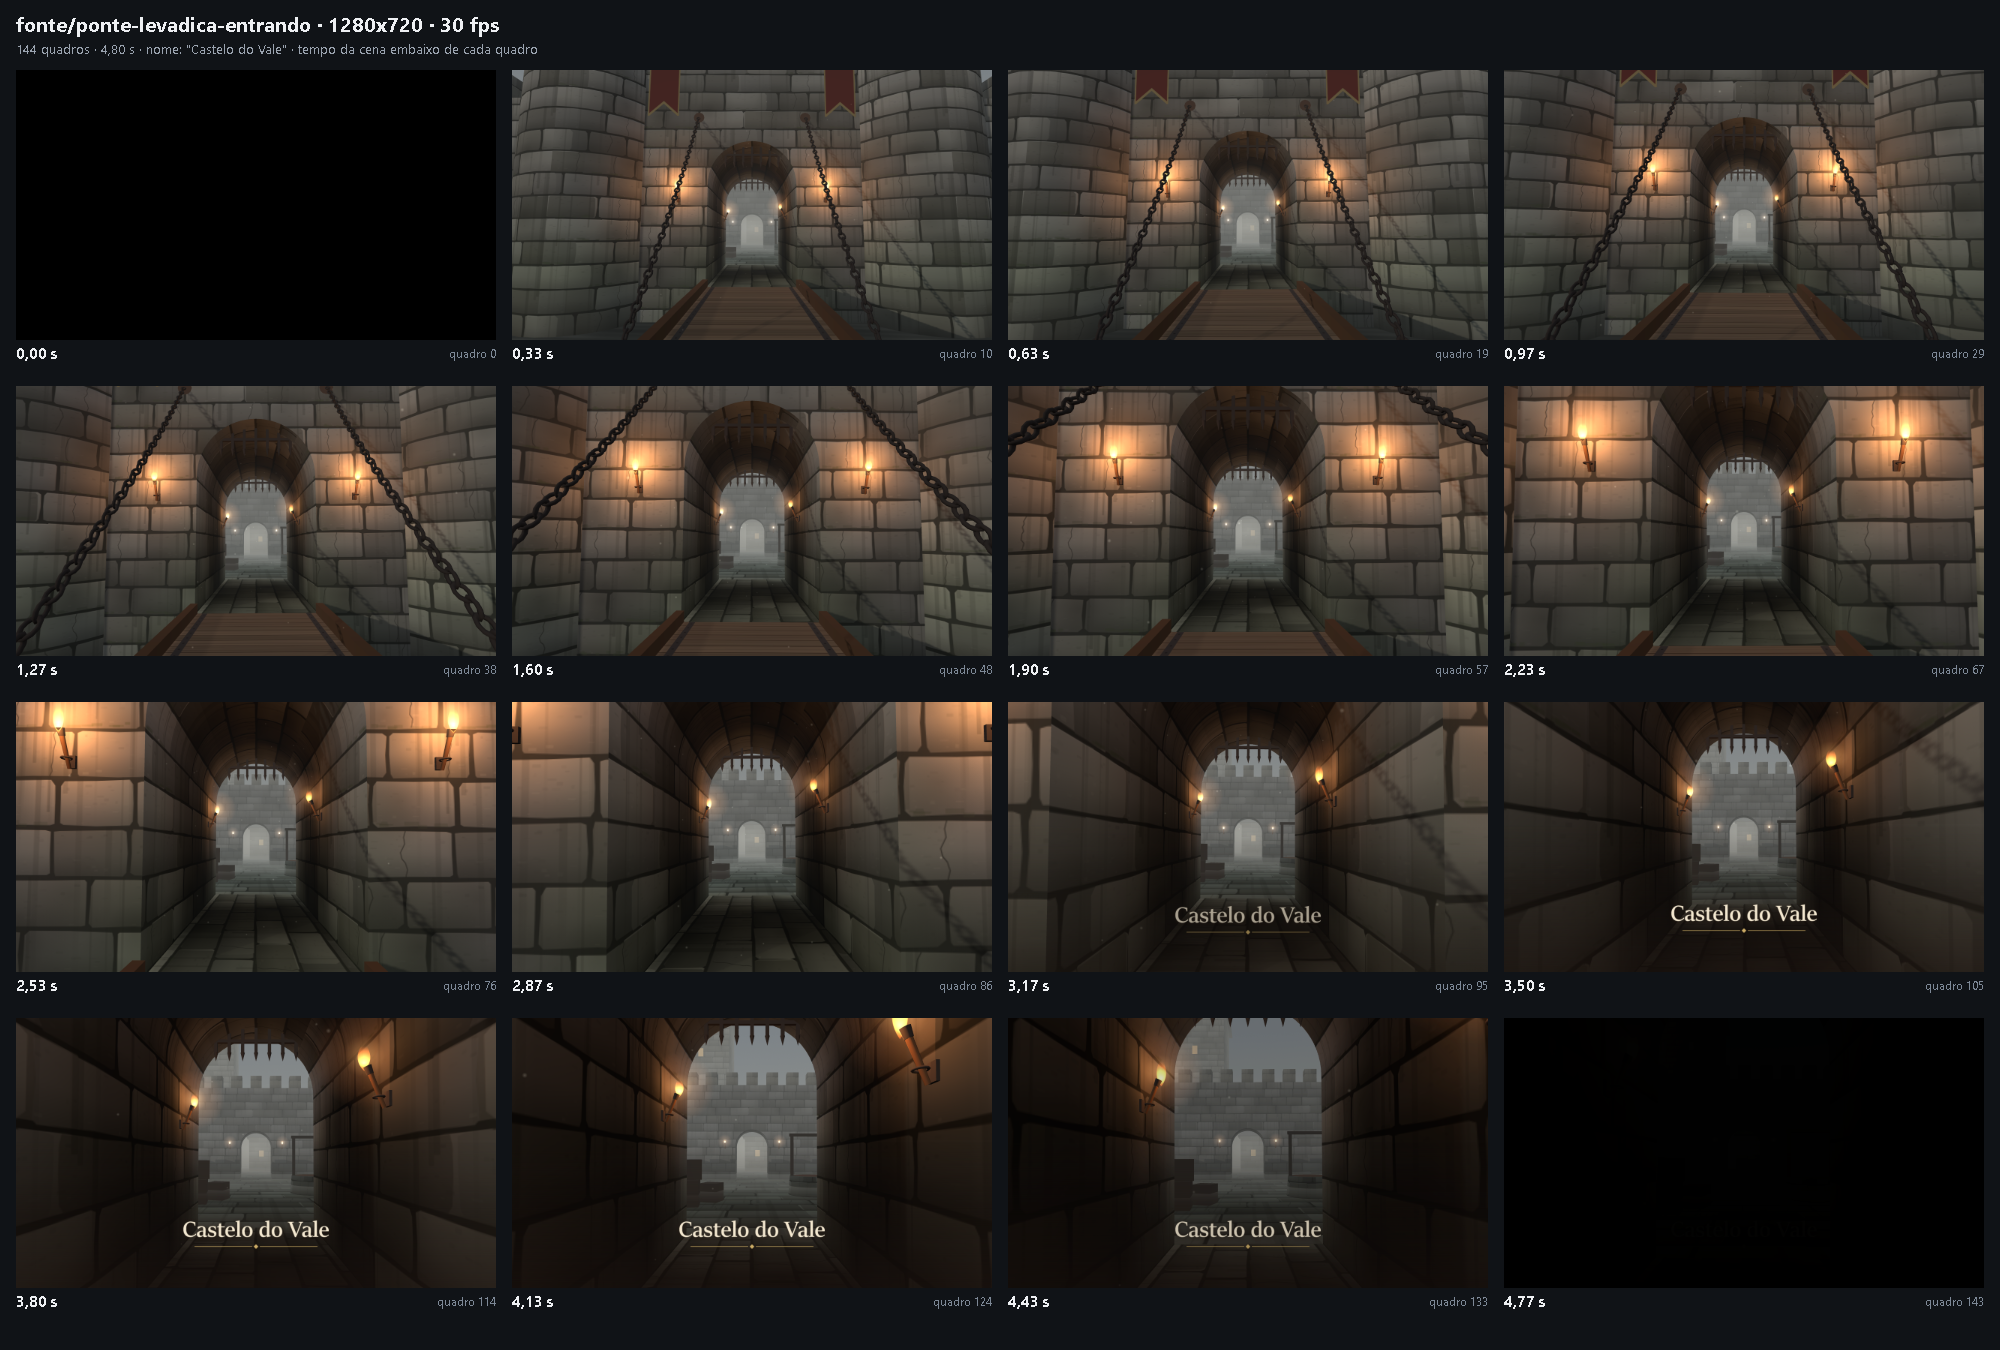 fonte/ponte-levadica-entrando · 1280x720 · 30 fps
144 quadros · 4,80 s · nome: "Castelo do Vale" · tempo da cena embaixo de cada quadro
0,00 s quadro 0
0,33 s quadro 10
0,63 s quadro 19
0,97 s quadro 29
1,27 s quadro 38
1,60 s quadro 48
1,90 s quadro 57
2,23 s quadro 67
Castelo do Vale
Castelo do Vale
2,53 s quadro 76
2,87 s quadro 86
3,17 s quadro 95
3,50 s quadro 105
Castelo do Vale
Castelo do Vale
Castelo do Vale
Castelo do Vale
3,80 s quadro 114
4,13 s quadro 124
4,43 s quadro 133
4,77 s quadro 143